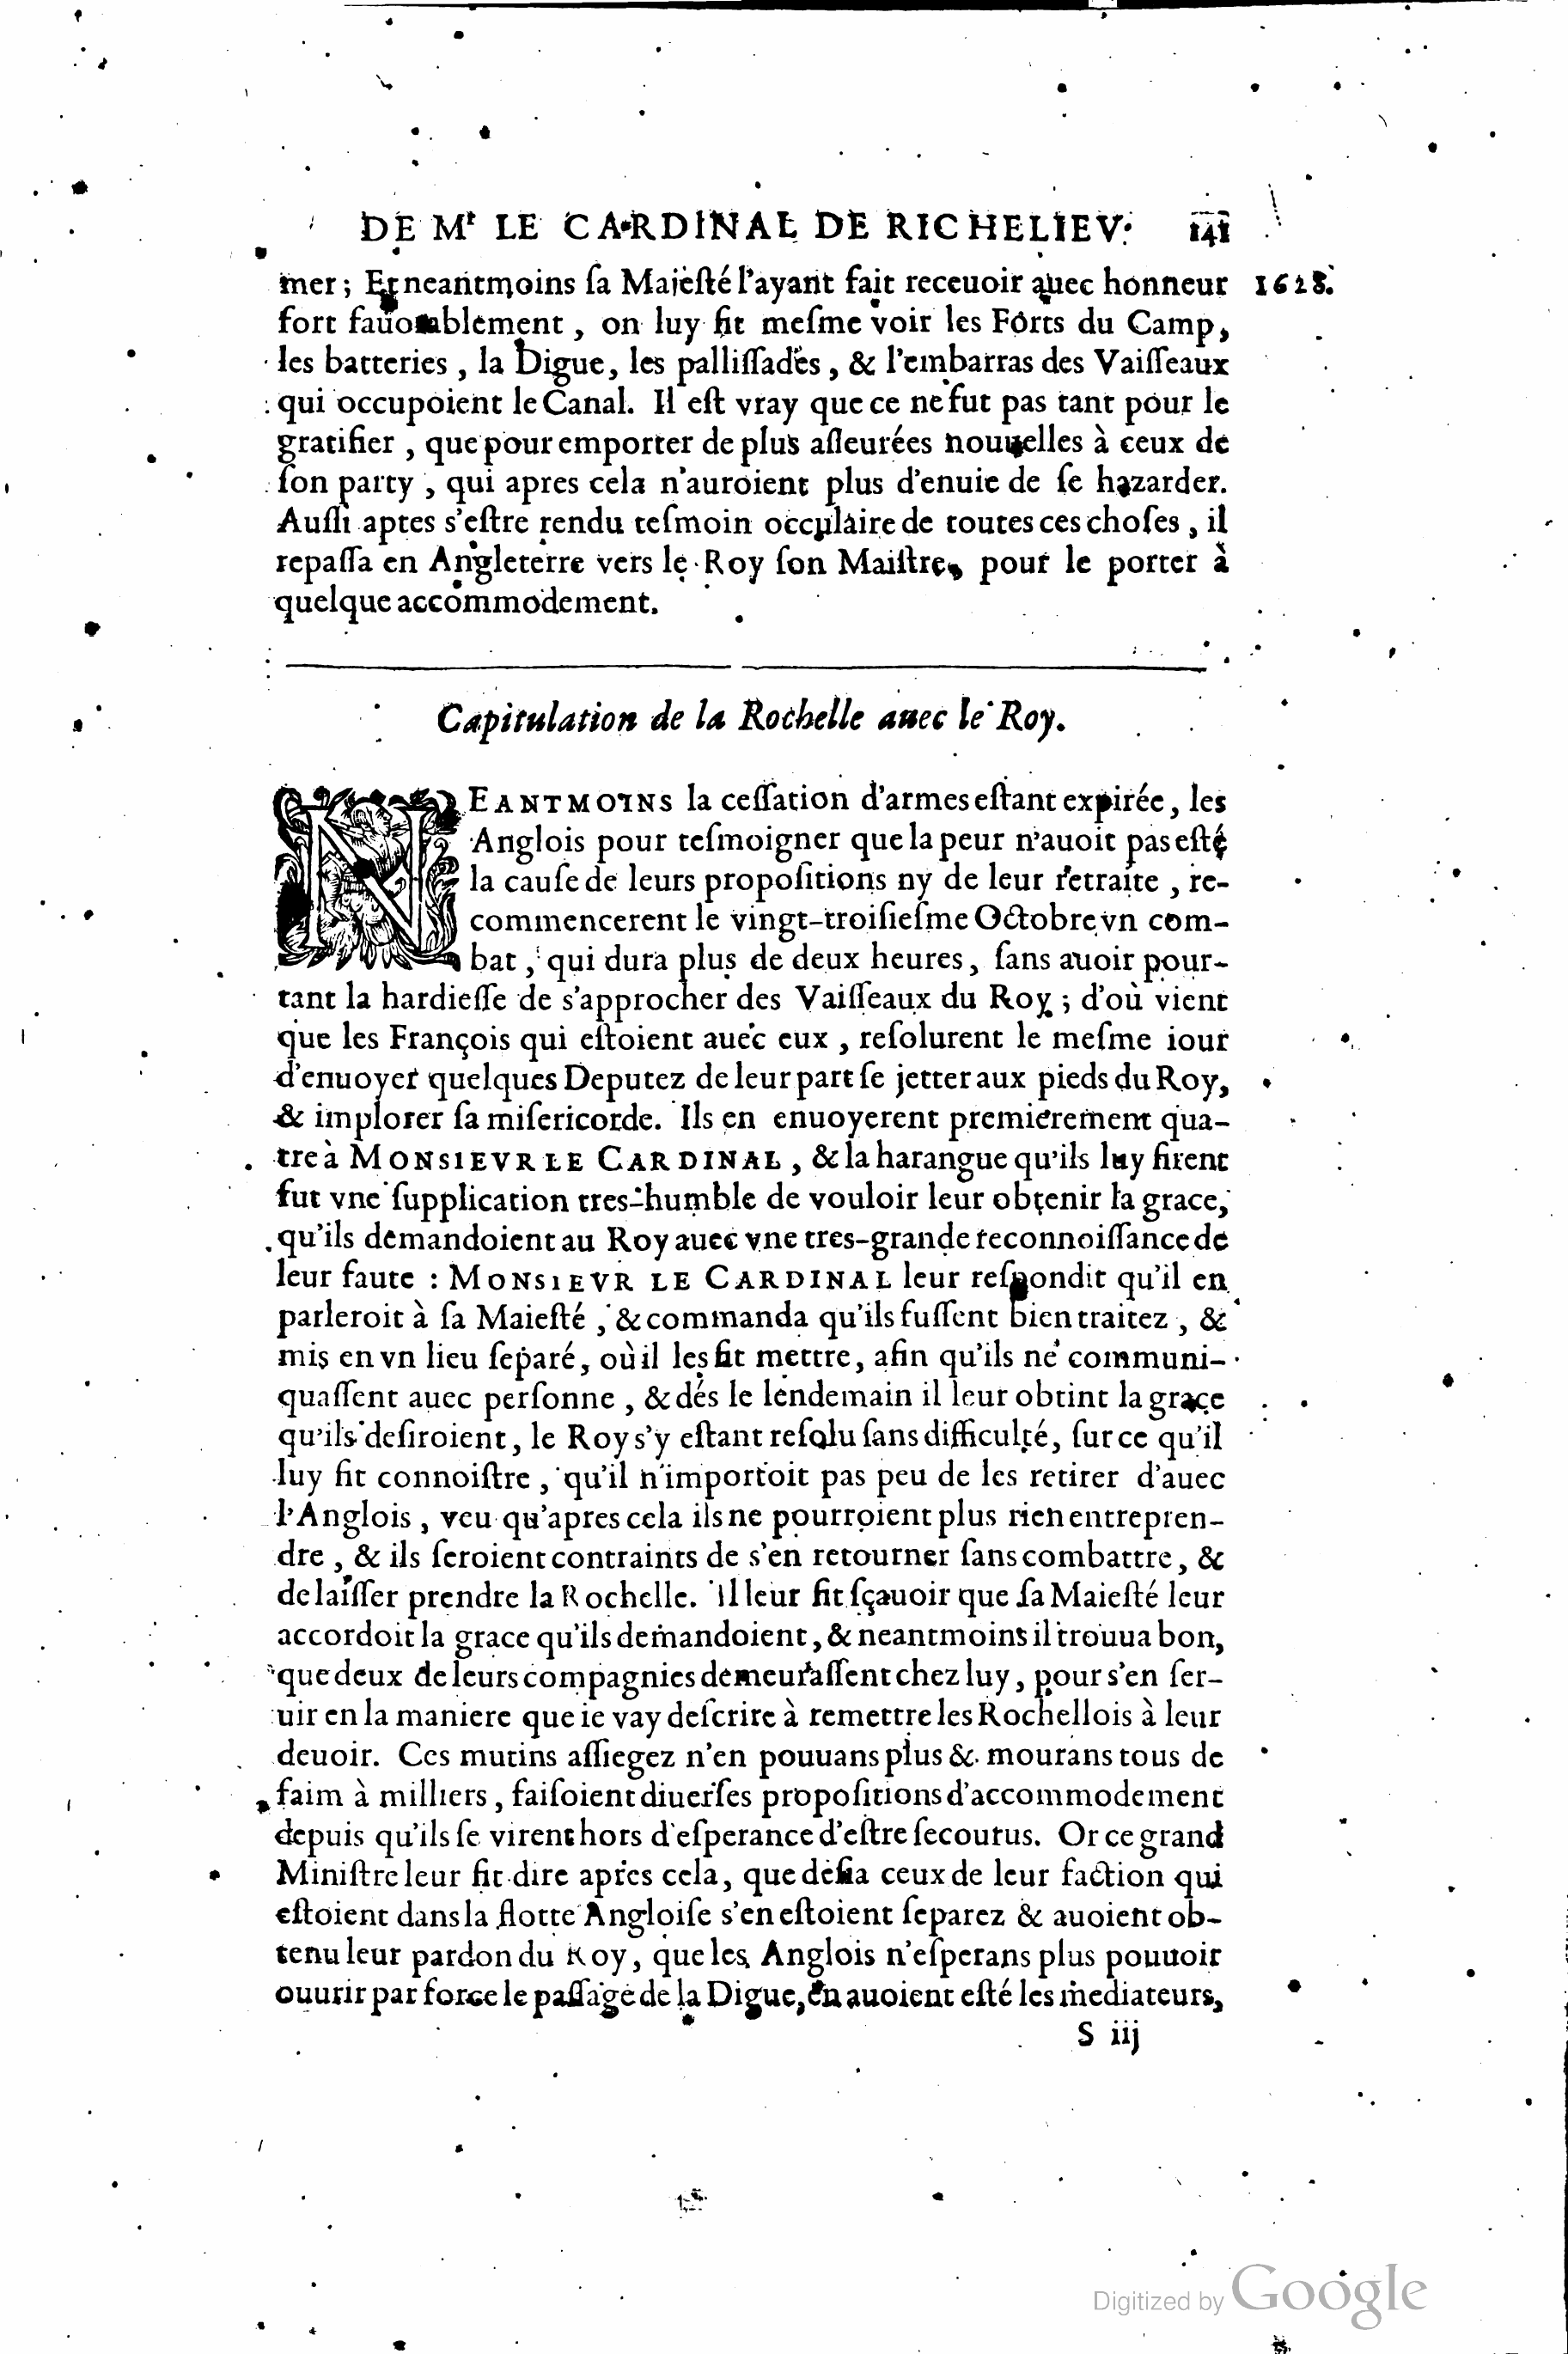 DE Mr LE CARDINAL DE RICHELIEV. 141
mer; Et neantmoins ſa Maieſté l'ayant fait receuoir auec honneur 1628.
fort fauorablement, on luy fit meſme voir les Forts du Camp,
les batteries, la Digue, les palliſſades, & l'embarras des Vaiſſeaux
qui occupoient le Canal. Il eſt vray que ce ne fut pas tant pour le
gratifier, que pour emporter de plus aſſeurées nouuelles à ceux de
ſon party, qui apres cela n'auroient plus d'enuie de ſe hazarder.
Auſſi aptes s'eſtre rendu teſmoin occulaire de toutes ces choſes, il
repaſſa en Angleterre vers le Roy ſon Maiſtre, pour le porter à
quelque accommodement.
Capitulation de la Rochelle auec le Roy.
NEANTMOINS la ceſſation d'armes eſtant expirée, les
Anglois pour teſmoigner que la peur n'auoit pas eſté
la cauſe de leurs propoſitions ny de leur retraite, re-
commencerent le vingt-troiſieſme Octobre vn com-
bat, qui dura plus de deux heures, ſans auoir pour-
tant la hardieſſe de s'approcher des Vaiſſeaux du Roy; d'où vient
que les François qui eſtoient auec eux, reſolurent le meſme iour
d'enuoyer quelques Deputez de leur part ſe jetter aux pieds du Roy,
& implorer ſa miſericorde. Ils en enuoyerent premierement qua-
tre à MONSIEVR LE CARDINAL, & la harangue qu'ils luy firent
fut vne ſupplication tres-humble de vouloir leur obtenir la grace,
qu'ils demandoient au Roy auec vne tres-grande reconnoiſſance de
leur faute : MONSIEVR LE CARDINAL leur reſpondit qu'il en
parleroit à ſa Maieſté, & commanda qu'ils fuſſent bien traitez, &
mis en vn lieu ſeparé, où il les fit mettre, afin qu'ils ne communi-
quaſſent auec perſonne, & dés le lendemain il leur obtint la grace
qu'ils deſiroient, le Roy s'y eſtant reſolu ſans difficulté, ſur ce qu'il
luy fit connoiſtre, qu'il n'importoit pas peu de les retirer d'auec
l'Anglois, veu qu'apres cela ils ne pourroient plus rien entrepren-
dre, & ils ſeroient contraints de s'en retourner ſans combattre, &
de laiſſer prendre la Rochelle. Il leur fit ſçauoir que ſa Maieſté leur
accordoit la grace qu'ils demandoient, & neantmoins il trouua bon,
que deux de leurs compagnies demeuraſſent chez luy, pour s'en ſer-
uir en la maniere que ie vay deſcrire à remettre les Rochellois à leur
deuoir. Ces mutins aſſiegez n'en pouuans plus & mourans tous de
faim à milliers, faiſoient diuerſes propoſitions d'accommodement
depuis qu'ils ſe virent hors d'eſperance d'eſtre ſecourus. Or ce grand
Miniſtre leur fit dire apres cela, que deſia ceux de leur faction qui
eſtoient dans la flotte Angloiſe s'en eſtoient ſeparez & auoient ob-
tenu leur pardon du Roy, que les Anglois n'eſperans plus pouuoir
ouurir par force le paſſage de la Digue, en auoient eſté les mediateurs,
S iij
Digitized by Google